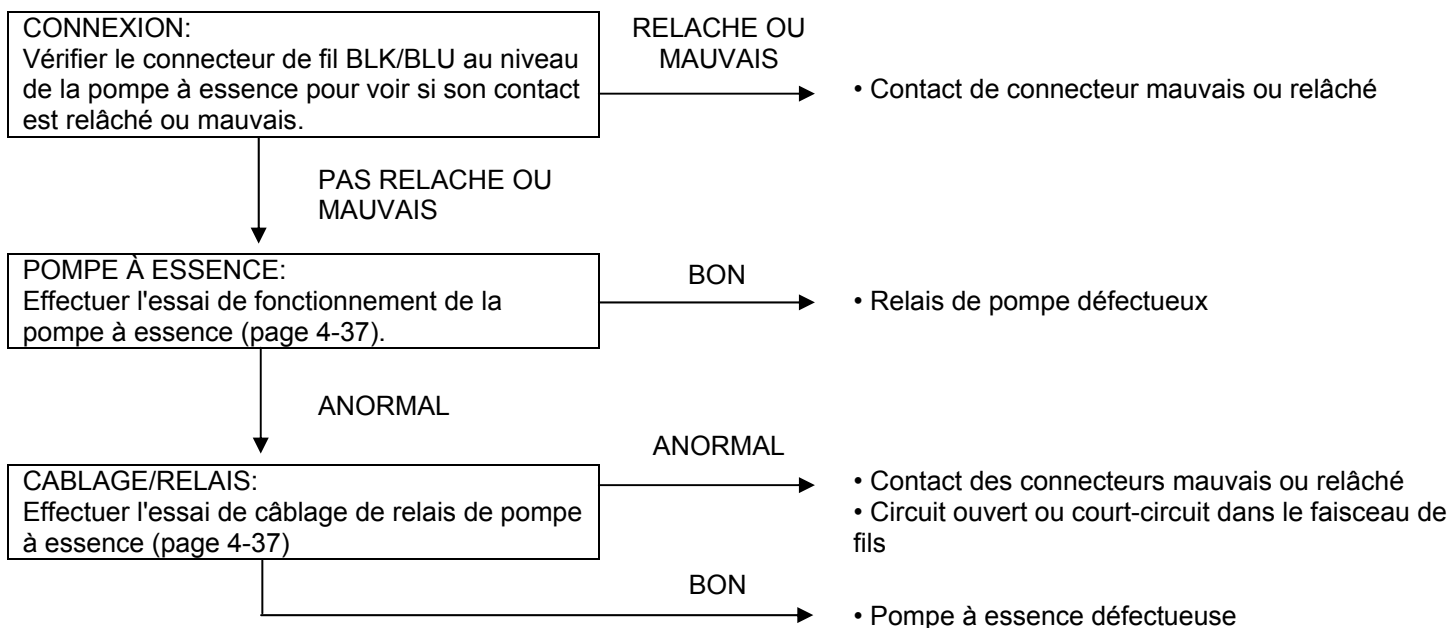 CONNEXION:
Vérifier le connecteur de fil BLK/BLU au niveau
de la pompe à essence pour voir si son contact
est relâché ou mauvais.
RELACHE OU
MAUVAIS
• Contact de connecteur mauvais ou relâché
PAS RELACHE OU
MAUVAIS
POMPE À ESSENCE:
Effectuer l'essai de fonctionnement de la
pompe à essence (page 4-37).
BON
• Relais de pompe défectueux
ANORMAL
CABLAGE/RELAIS:
Effectuer l'essai de câblage de relais de pompe
à essence (page 4-37)
ANORMAL
• Contact des connecteurs mauvais ou relâché
• Circuit ouvert ou court-circuit dans le faisceau de
fils
BON
• Pompe à essence défectueuse